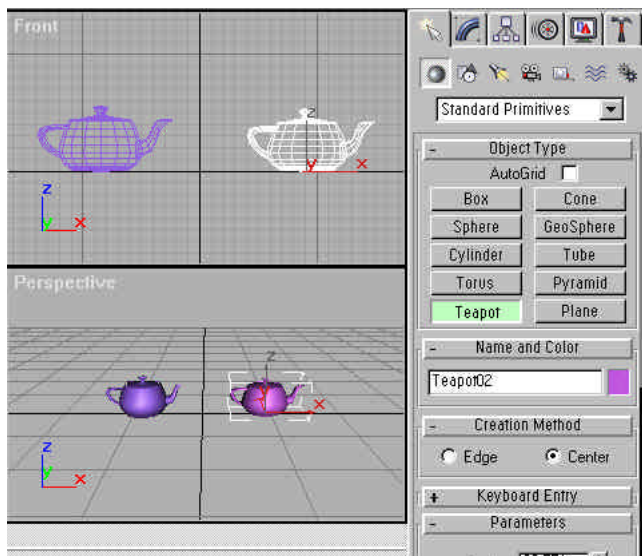 Front
z
y x
z
y x
Perspective
z
y
x
z
y x
Standard Primitives
- Object Type
AutoGrid
Box Cone
Sphere GeoSphere
Cylinder Tube
Torus Pyramid
Teapot Plane
- Name and Color
Teapot02
- Creation Method
Edge Center
+ Keyboard Entry
- Parameters